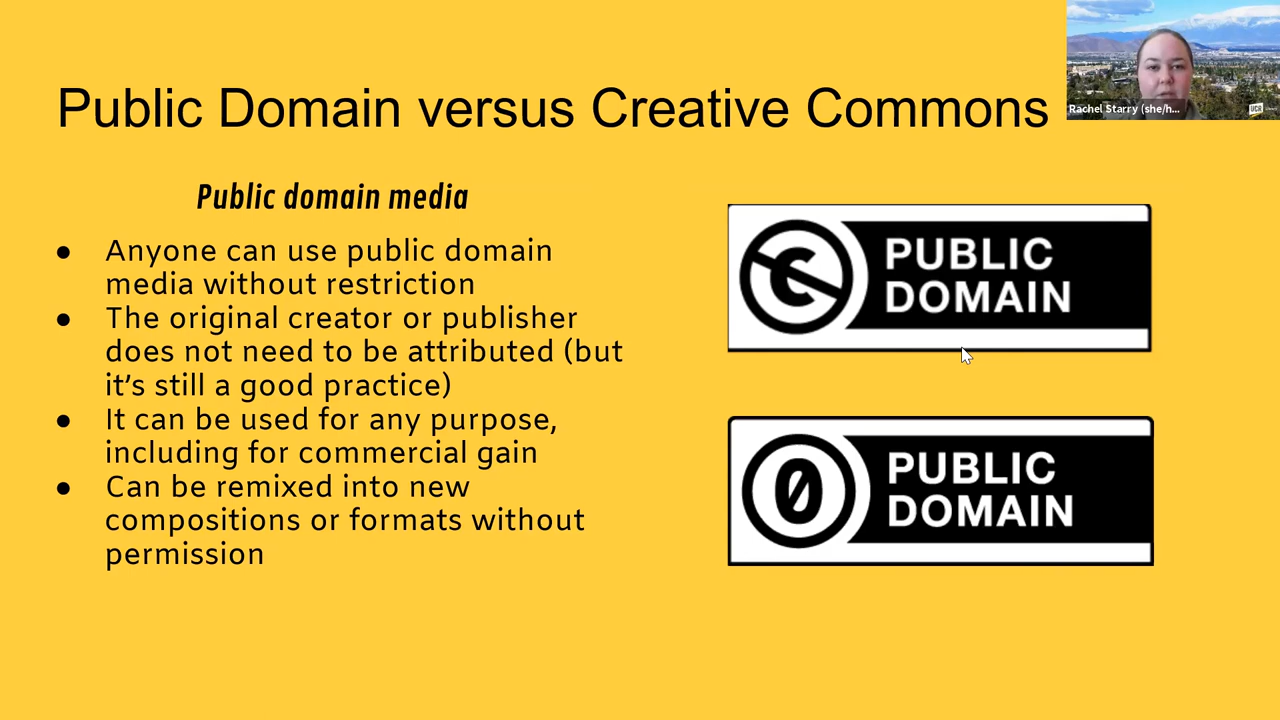 Public Domain versus Creative Commons
Rachel Starry (she/h...
UCR
Public domain media
● Anyone can use public domain
media without restriction
● The original creator or publisher
does not need to be attributed (but
it’s still a good practice)
● It can be used for any purpose,
including for commercial gain
● Can be remixed into new
compositions or formats without
permission
PUBLIC
DOMAIN
0
PUBLIC
DOMAIN